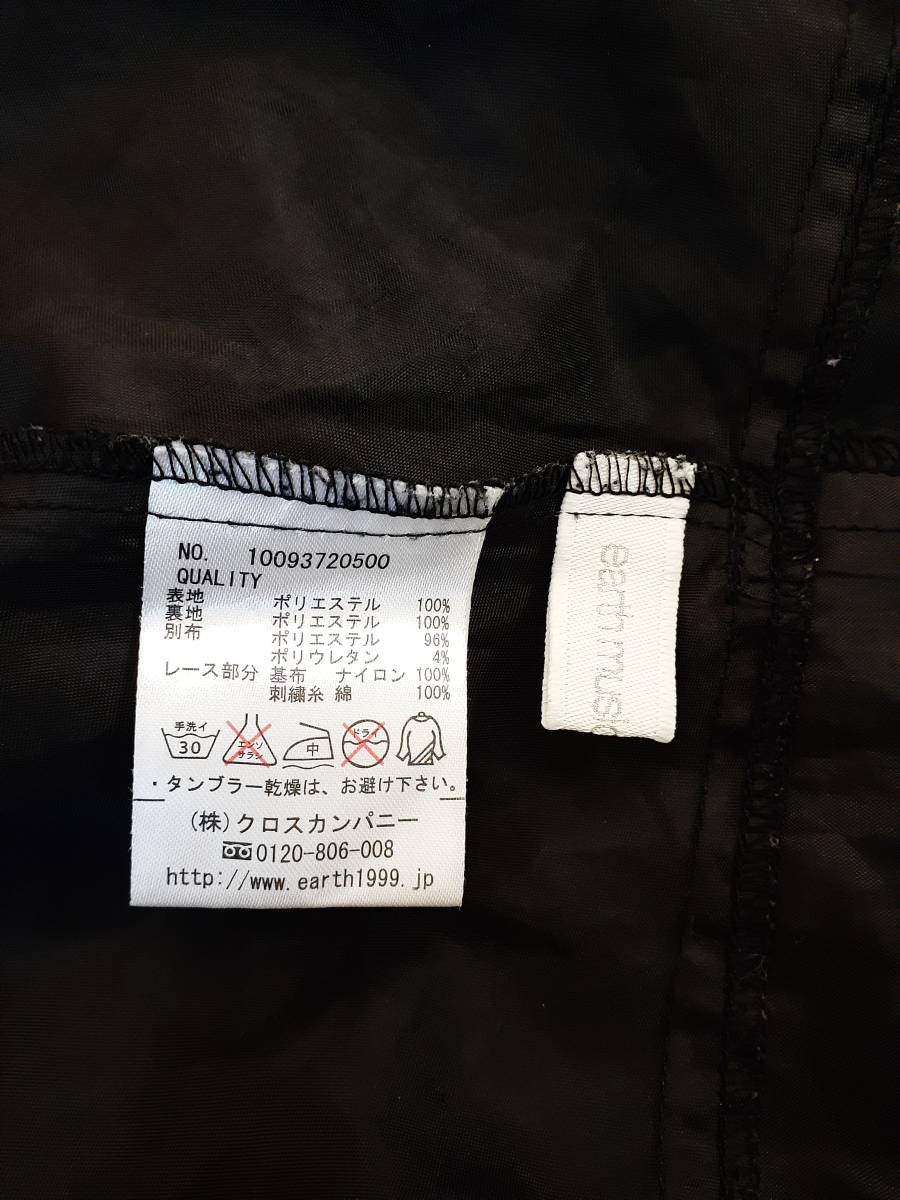 NO. 10093720500
QUALITY
表地 ポリエステル 100%
裏地 ポリエステル 100%
別布 ポリエステル 96%
ポリウレタン 4%
レース部分 基布 ナイロン 100%
刺繍糸 綿 100%
手洗イ
30
エンソ
サラシ
中
ドライ
・タンブラー乾燥は、お避け下さい。
(株)クロスカンパニー
0120-806-008
http://www.earth1999.jp
earth music